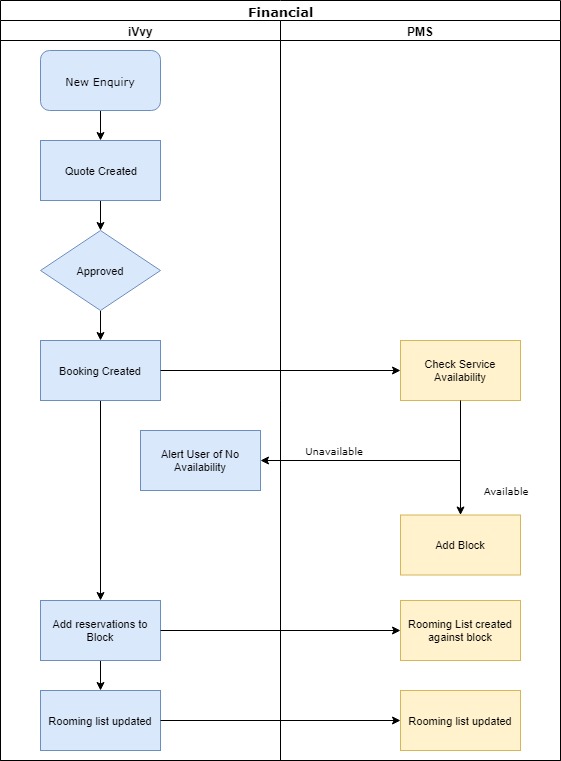 Financial
iVvy
PMS
New Enquiry
Quote Created
Approved
Booking Created
Check Service
Availability
Alert User of No
Availability
Unavailable
Available
Add Block
Add reservations to
Block
Rooming List created
against block
Rooming list updated
Rooming list updated